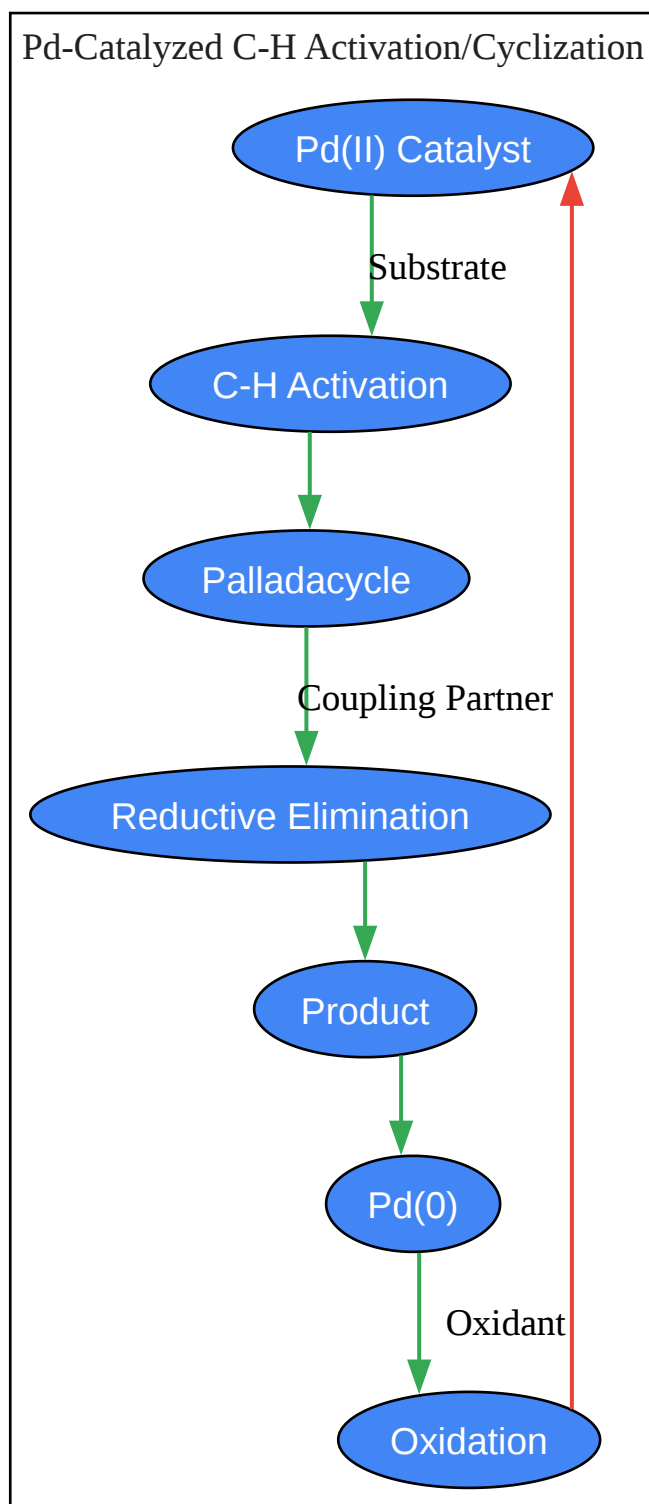 Pd-Catalyzed C-H Activation/Cyclization
Pd(II) Catalyst
Substrate
C-H Activation
Palladacycle
Coupling Partner
Reductive Elimination
Product
Pd(0)
Oxidant
Oxidation